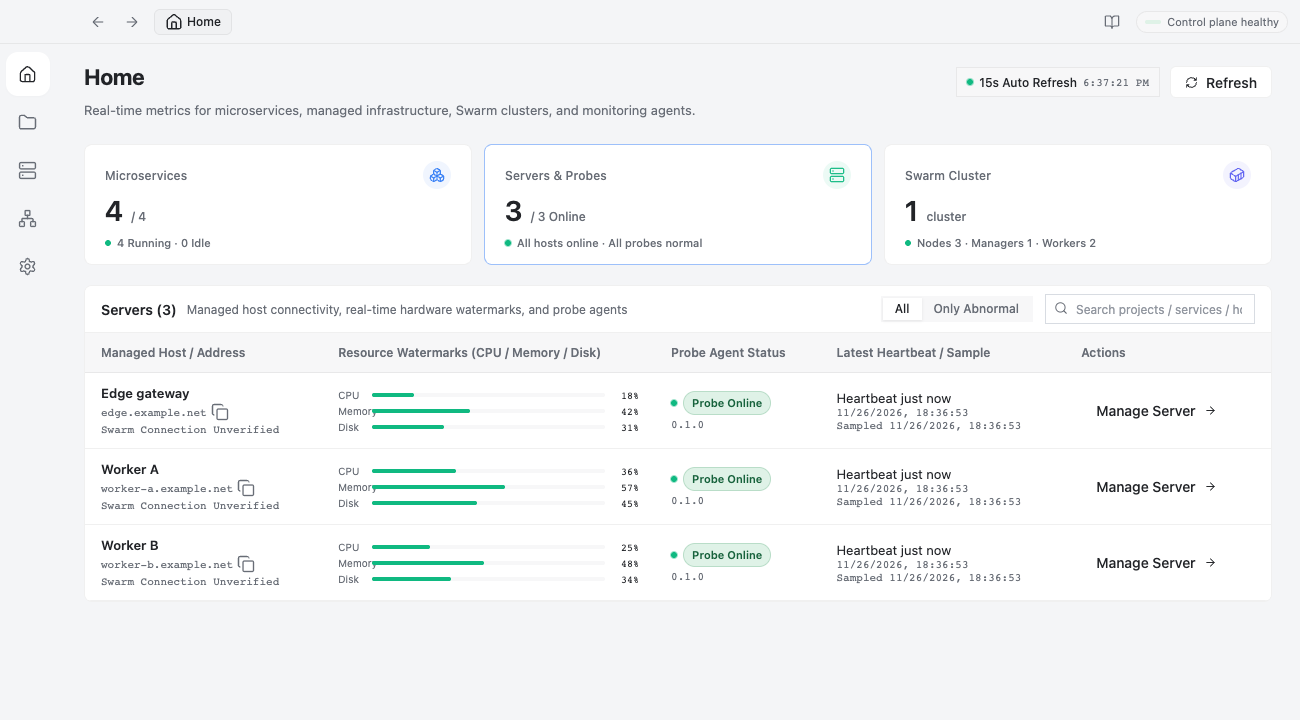 Home
Control plane healthy
Home
15s Auto Refresh 6:37:21 PM
Refresh
Real-time metrics for microservices, managed infrastructure, Swarm clusters, and monitoring agents.
Microservices
4 / 4
4 Running · 0 Idle
Servers & Probes
3 / 3 Online
All hosts online · All probes normal
Swarm Cluster
1 cluster
Nodes 3 · Managers 1 · Workers 2
Servers (3) Managed host connectivity, real-time hardware watermarks, and probe agents
All Only Abnormal
Search projects / services / h
Managed Host / Address Resource Watermarks (CPU / Memory / Disk) Probe Agent Status Latest Heartbeat / Sample Actions
Edge gateway
edge.example.net
Swarm Connection Unverified
CPU 18%
Memory 42%
Disk 31%
Probe Online
0.1.0
Heartbeat just now
11/26/2026, 18:36:53
Sampled 11/26/2026, 18:36:53
Manage Server
Worker A
worker-a.example.net
Swarm Connection Unverified
CPU 36%
Memory 57%
Disk 45%
Probe Online
0.1.0
Heartbeat just now
11/26/2026, 18:36:53
Sampled 11/26/2026, 18:36:53
Manage Server
Worker B
worker-b.example.net
Swarm Connection Unverified
CPU 25%
Memory 48%
Disk 34%
Probe Online
0.1.0
Heartbeat just now
11/26/2026, 18:36:53
Sampled 11/26/2026, 18:36:53
Manage Server